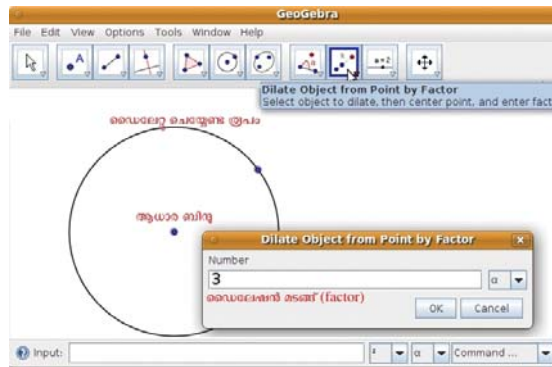 GeoGebra
File Edit View Options Tools Window Help
Dilate Object from Point by Factor
Select object to dilate, then center point, and enter fact
ഡൈലേറ്റു ചെയ്യേണ്ട രൂപം
ആധാര ബിന്ദു
Dilate Object from Point by Factor
Number
3
α
ഡൈലേഷൻ മടങ്ങ് (factor)
OK Cancel
Input:
α Command ...